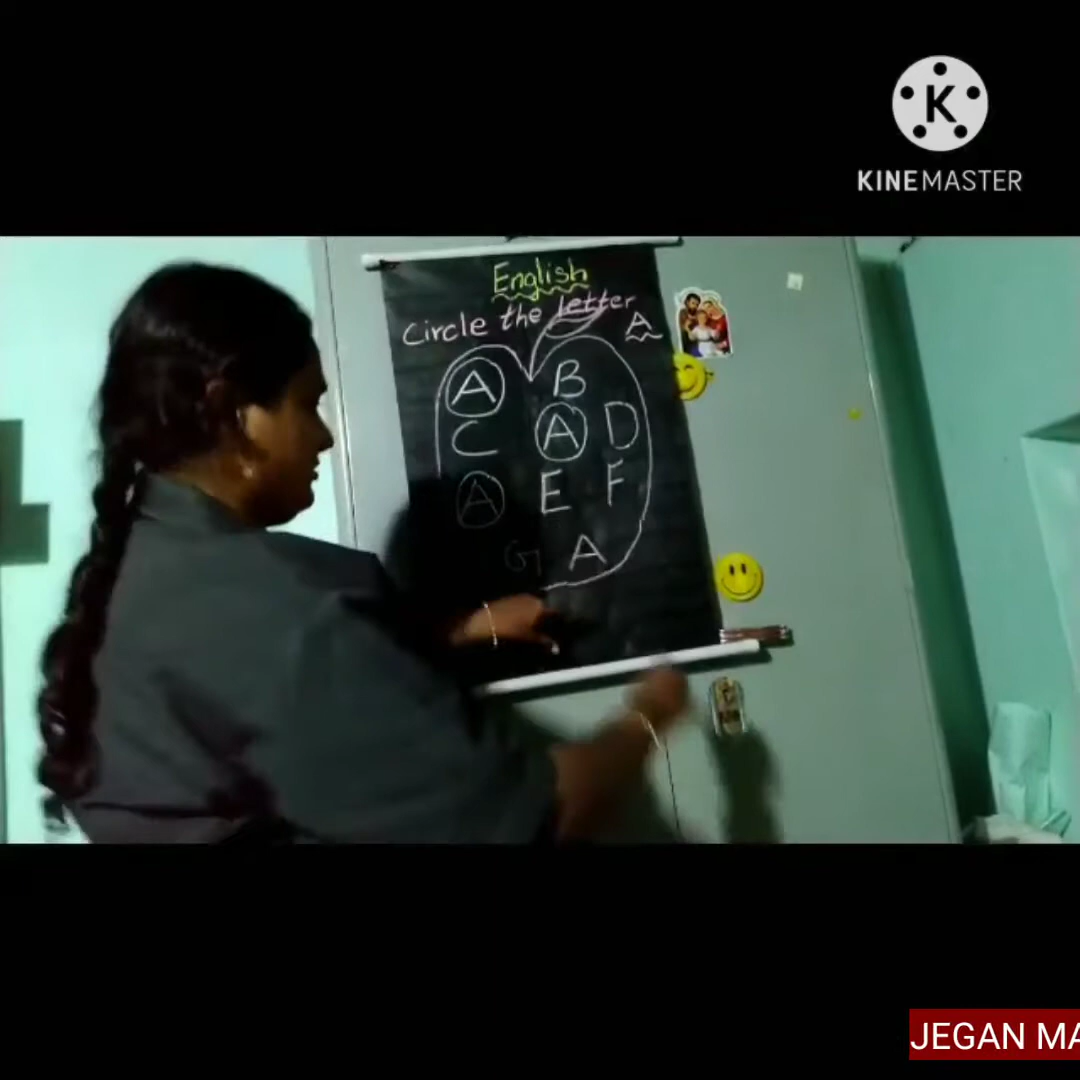 KINEMASTER
English
Circle the letter
A
A B
C A D
A E F
G A
JEGAN MA